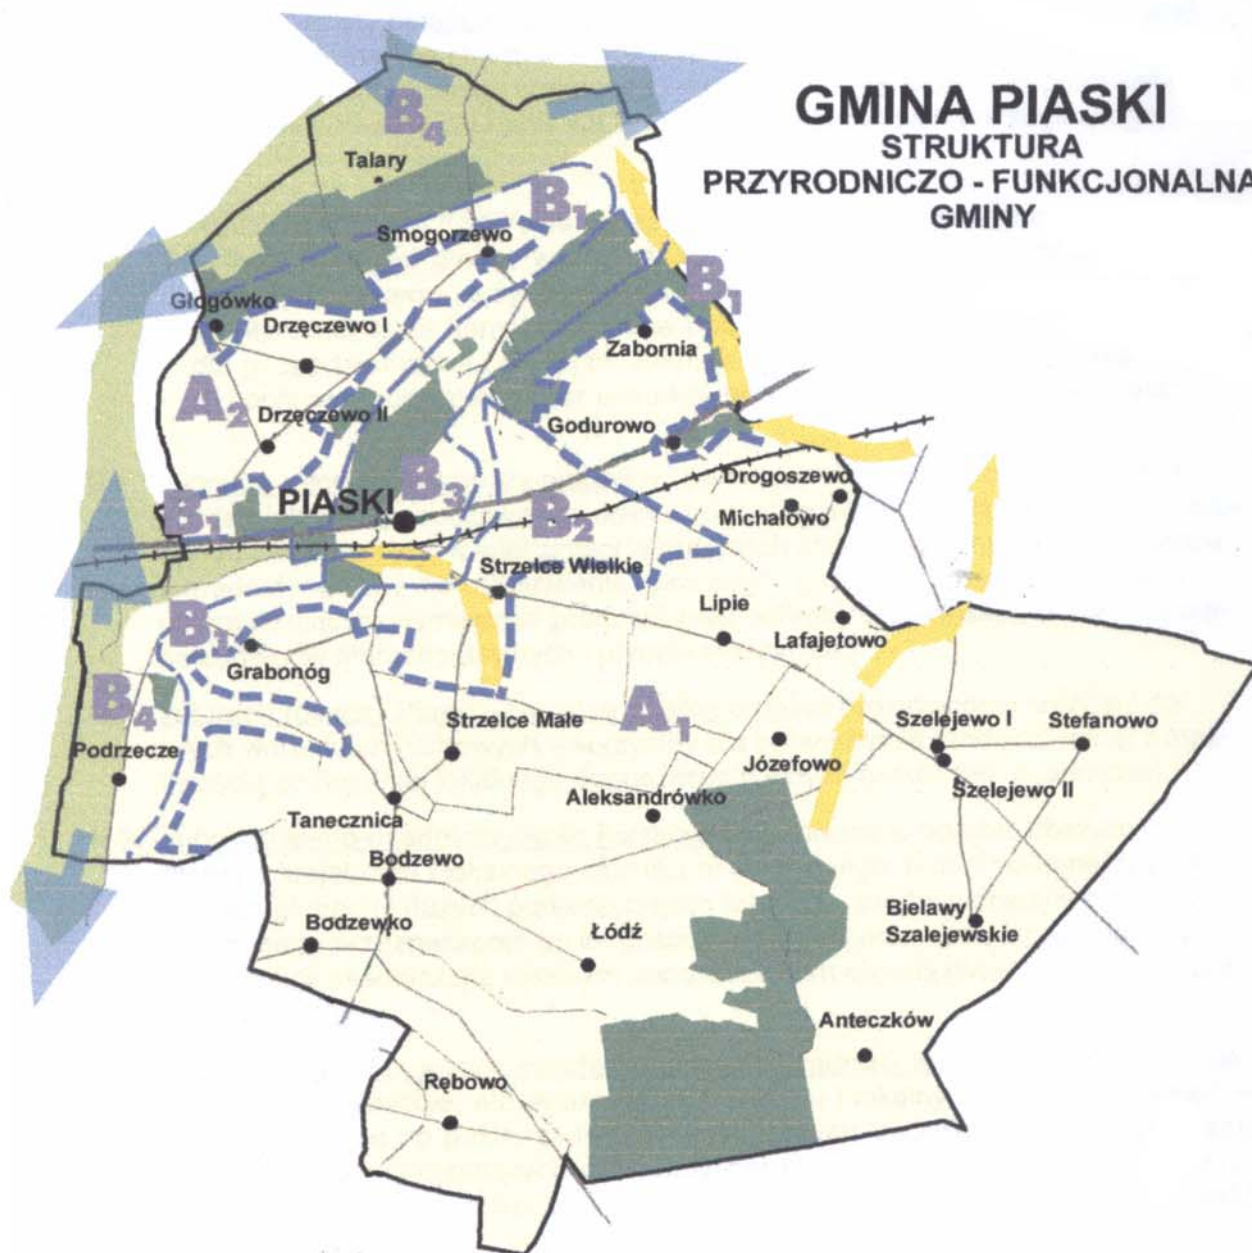 GMINA PIASKI
STRUKTURA
PRZYRODNICZO - FUNKCJONALNA
GMINY
B4
Talary
B1
Smogorzewo
B1
Głogówko
Drzęczewo I
Zabornia
A2
Drzęczewo II
Godurowo
Drogoszewo
B3
PIASKI
B1
B2
Michałowo
Strzelce Wielkie
Lipie
B1
Lafajetowo
Grabonóg
B4
A1
Strzelce Małe
Szelejewo I
Stefanowo
Podrzecze
Józefowo
Szelejewo II
Aleksandrówko
Tanecznica
Bodzewo
Bielawy
Szalejewskie
Bodzewko
Łódź
Anteczków
Rębowo